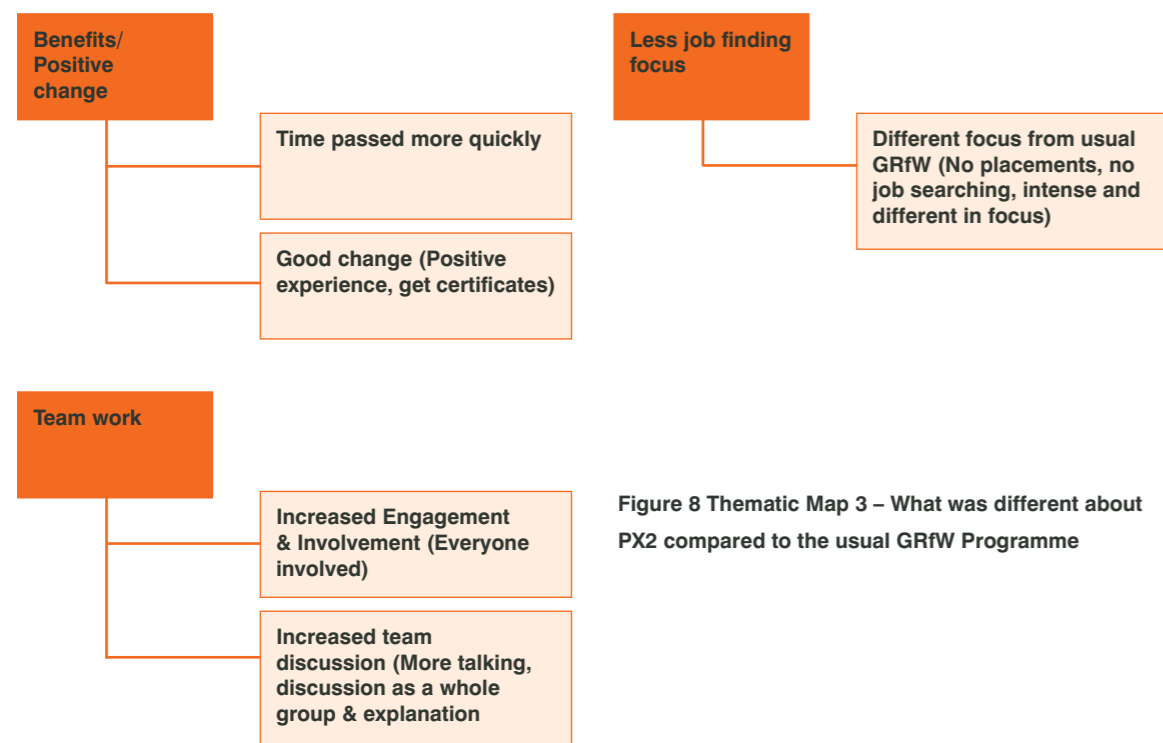 Benefits/
Positive
change
Time passed more quickly
Good change (Positive
experience, get certificates)
Less job finding
focus
Different focus from usual
GRfW (No placements, no
job searching, intense and
different in focus)
Team work
Increased Engagement
& Involvement (Everyone
involved)
Increased team
discussion (More talking,
discussion as a whole
group & explanation
Figure 8 Thematic Map 3 – What was different about
PX2 compared to the usual GRfW Programme